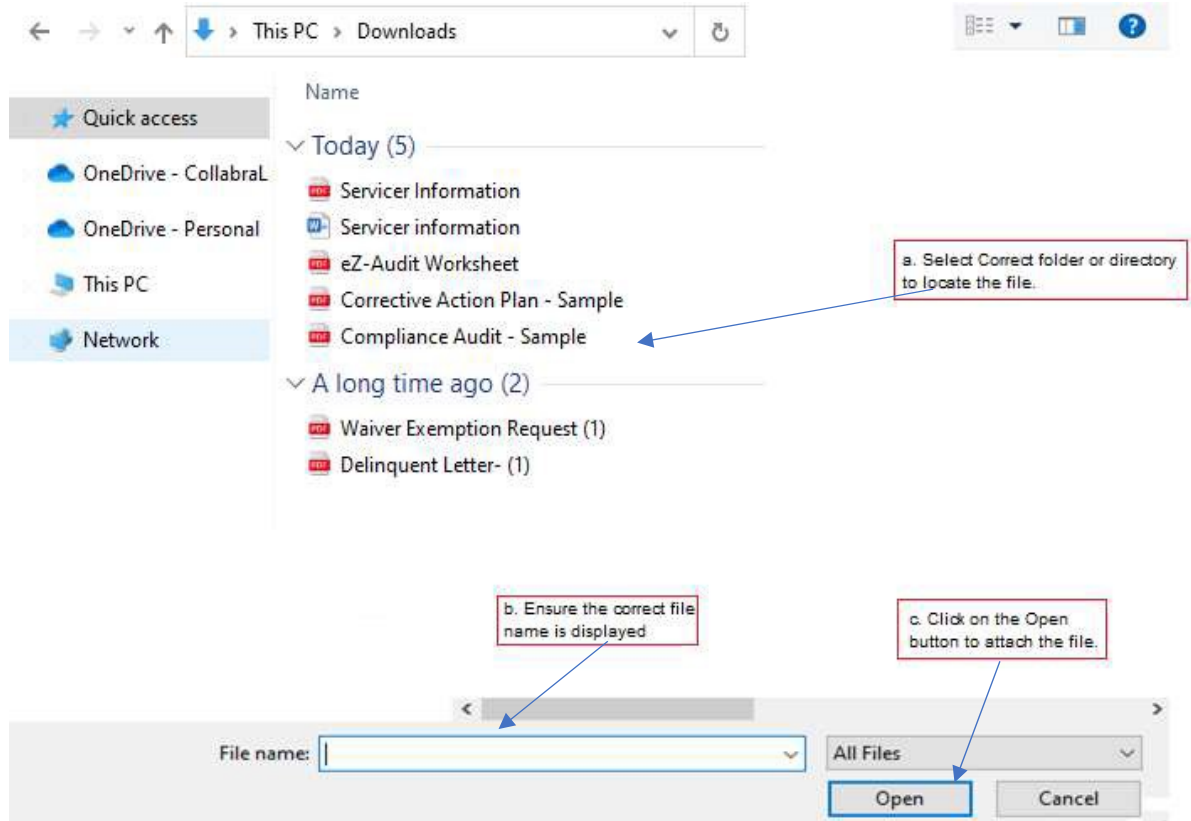 This PC > Downloads
Name
Quick access
Today (5)
OneDrive - CollabraL
Servicer Information
OneDrive - Personal
Servicer information
eZ-Audit Worksheet
This PC
Corrective Action Plan - Sample
Network
Compliance Audit - Sample
a. Select Correct folder or directory
to locate the file.
A long time ago (2)
Waiver Exemption Request (1)
Delinquent Letter- (1)
b. Ensure the correct file
name is displayed
c. Click on the Open
button to attach the file.
File name:
All Files
Open
Cancel